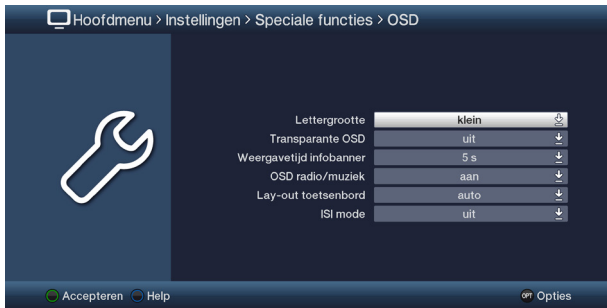 Hoofdmenu > Instellingen > Speciale functies > OSD
Lettergrootte klein
Transparante OSD uit
Weergavetijd infobanner 5 s
OSD radio/muziek aan
Lay-out toetsenbord auto
ISI mode uit
Accepteren Help OPT Opties